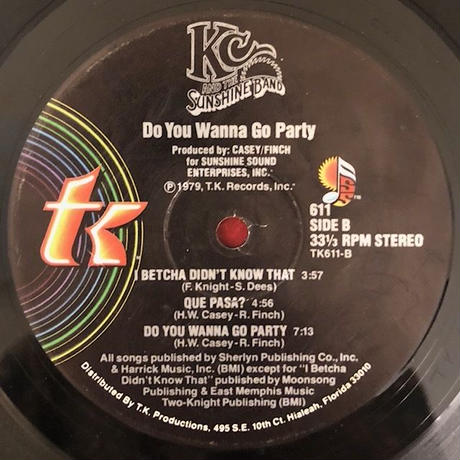 KC
AND THE
SUNSHINE BAND
Do You Wanna Go Party
Produced by: CASEY/FINCH
for SUNSHINE SOUND
ENTERPRISES, INC.
℗ 1979, T.K. Records, Inc.
tk
611
SIDE B
33⅓ RPM STEREO
TK611-B
I BETCHA DIDN'T KNOW THAT 3:57
(F. Knight-S. Dees)
QUE PASA? 4:56
(H.W. Casey-R. Finch)
DO YOU WANNA GO PARTY 7:13
(H.W. Casey-R. Finch)
All songs published by Sherlyn Publishing Co., Inc.
& Harrick Music, Inc. (BMI) except for "I Betcha
Didn't Know That" published by Moonsong
Publishing & East Memphis Music
Two-Knight Publishing (BMI)
Distributed By T.K. Productions, 495 S.E. 10th Ct. Hialeah, Florida 33010